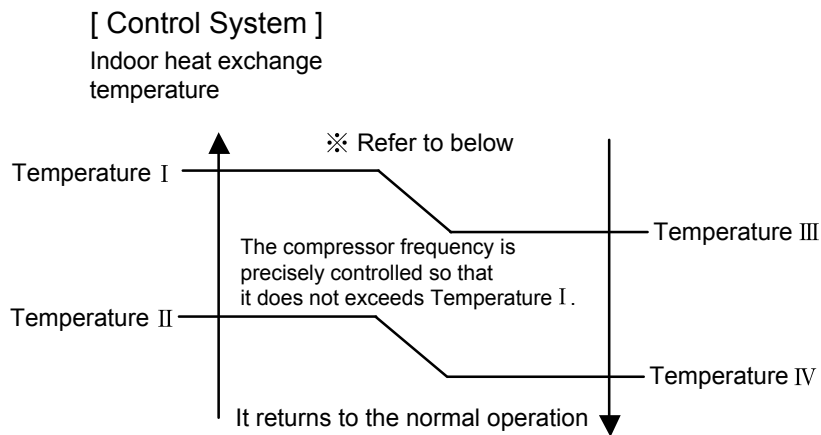 [ Control System ]
Indoor heat exchange
temperature
※ Refer to below
Temperature Ⅰ
Temperature Ⅲ
The compressor frequency is
precisely controlled so that
it does not exceeds Temperature Ⅰ.
Temperature Ⅱ
Temperature Ⅳ
It returns to the normal operation